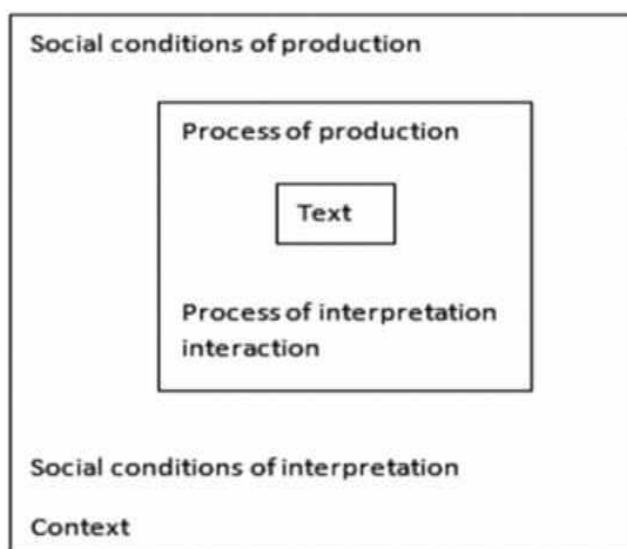 Social conditions of production
Process of production
Text
Process of interpretation
interaction
Social conditions of interpretation
Context